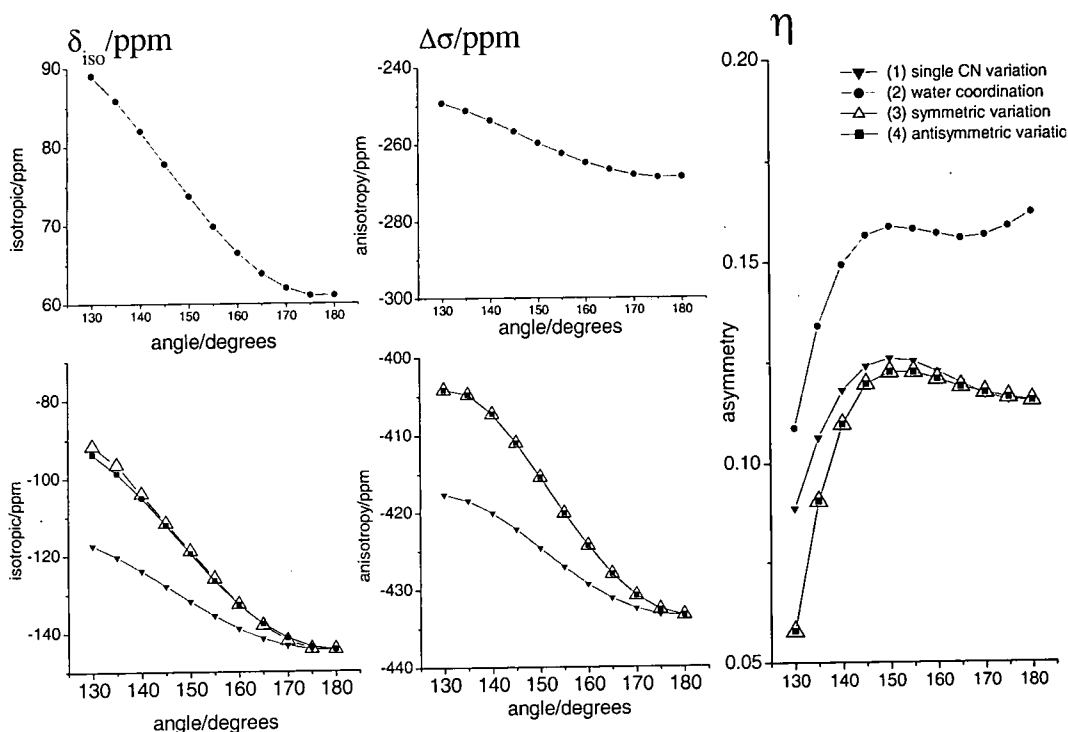 δiso/ppm
90
80
70
60
isotropic/ppm
130 140 150 160 170 180
angle/degrees
Δσ/ppm
-240
-260
-280
-300
anisotropy/ppm
130 140 150 160 170 180
angle/degrees
-80
-100
-120
-140
isotropic/ppm
130 140 150 160 170 180
angle/degrees
-400
-410
-420
-430
-440
anisotropy/ppm
130 140 150 160 170 180
angle/degrees
η
0.20
0.15
0.10
0.05
asymmetry
(1) single CN variation
(2) water coordination
(3) symmetric variation
(4) antisymmetric variatio
130 140 150 160 170 180